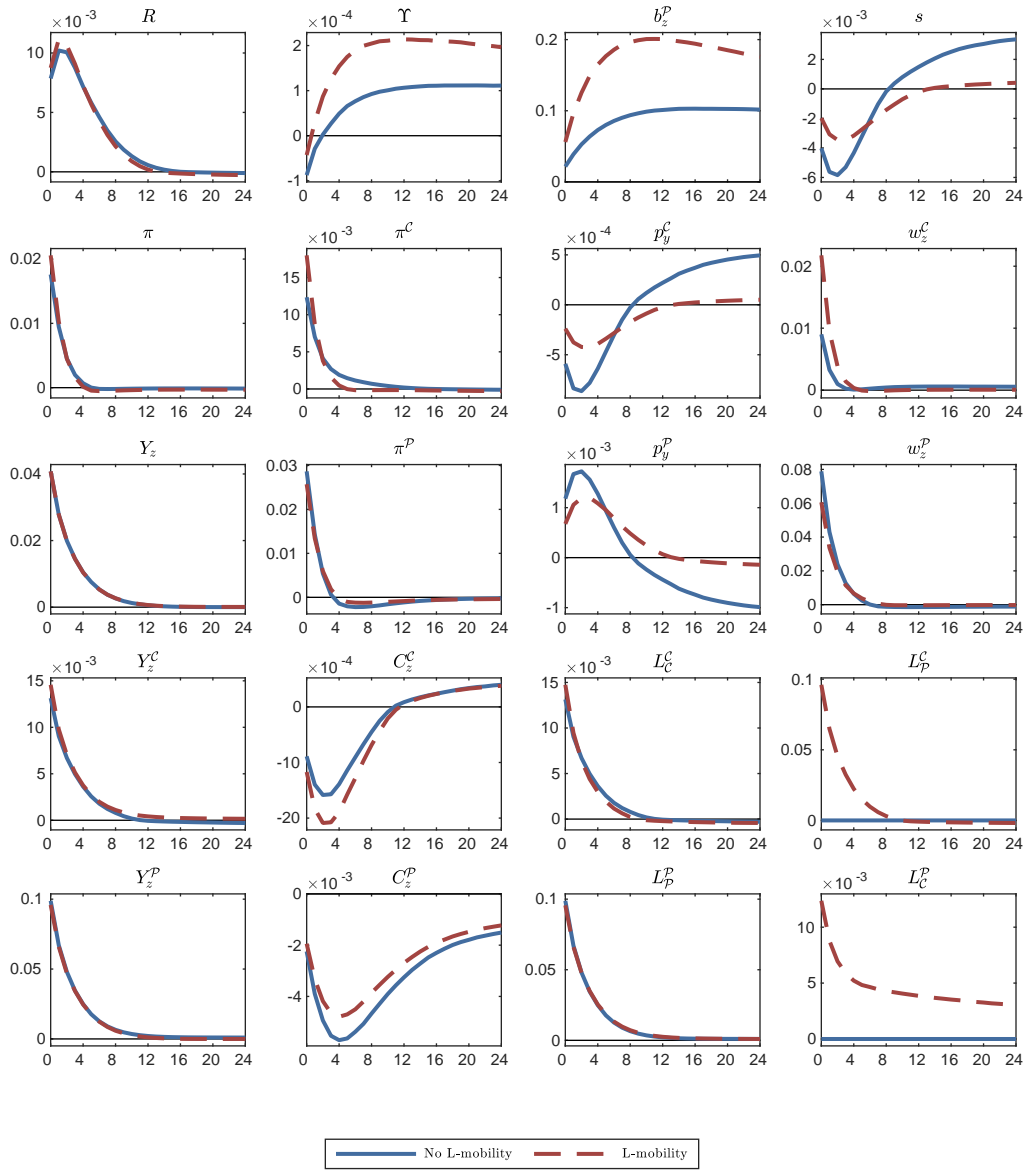 R Υ b_z^𝒫 s
×10⁻³ ×10⁻⁴ ×10⁻³
10 5 0
2 1 0 -1
0.2 0.1 0
2 0 -2 -4 -6
0 4 8 12 16 20 24 0 4 8 12 16 20 24 0 4 8 12 16 20 24 0 4 8 12 16 20 24
π π^𝒞 p_y^𝒞 w_z^𝒞
×10⁻³ ×10⁻⁴
0.02 0.01 0
15 10 5 0
5 0 -5
0.02 0.01 0
0 4 8 12 16 20 24 0 4 8 12 16 20 24 0 4 8 12 16 20 24 0 4 8 12 16 20 24
Y_z π^𝒫 p_y^𝒫 w_z^𝒫
×10⁻³
0.04 0.02 0
0.03 0.02 0.01 0
1 0 -1
0.08 0.06 0.04 0.02 0
0 4 8 12 16 20 24 0 4 8 12 16 20 24 0 4 8 12 16 20 24 0 4 8 12 16 20 24
Y_z^𝒞 C_z^𝒞 L_𝒞^𝒞 L_𝒫^𝒞
×10⁻³ ×10⁻⁴ ×10⁻³
15 10 5 0
0 -10 -20
15 10 5 0
0.1 0.05 0
0 4 8 12 16 20 24 0 4 8 12 16 20 24 0 4 8 12 16 20 24 0 4 8 12 16 20 24
Y_z^𝒫 C_z^𝒫 L_𝒫^𝒫 L_𝒞^𝒫
×10⁻³ ×10⁻³
0.1 0.05 0
0 -2 -4
0.1 0.05 0
10 5 0
0 4 8 12 16 20 24 0 4 8 12 16 20 24 0 4 8 12 16 20 24 0 4 8 12 16 20 24
No L-mobility L-mobility